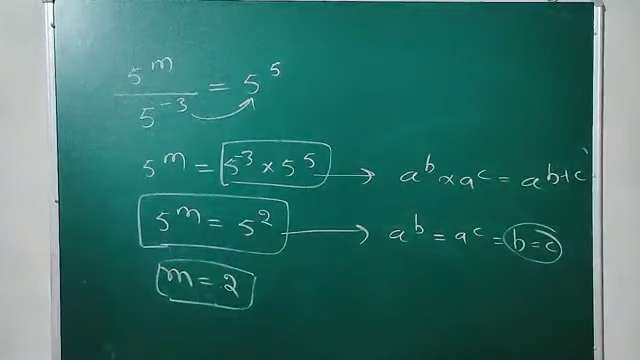 5^m / 5^-3 = 5^5
5^m = 5^-3 × 5^5 → a^b × a^c = a^b+c
5^m = 5^2 → a^b = a^c = b=c
m = 2